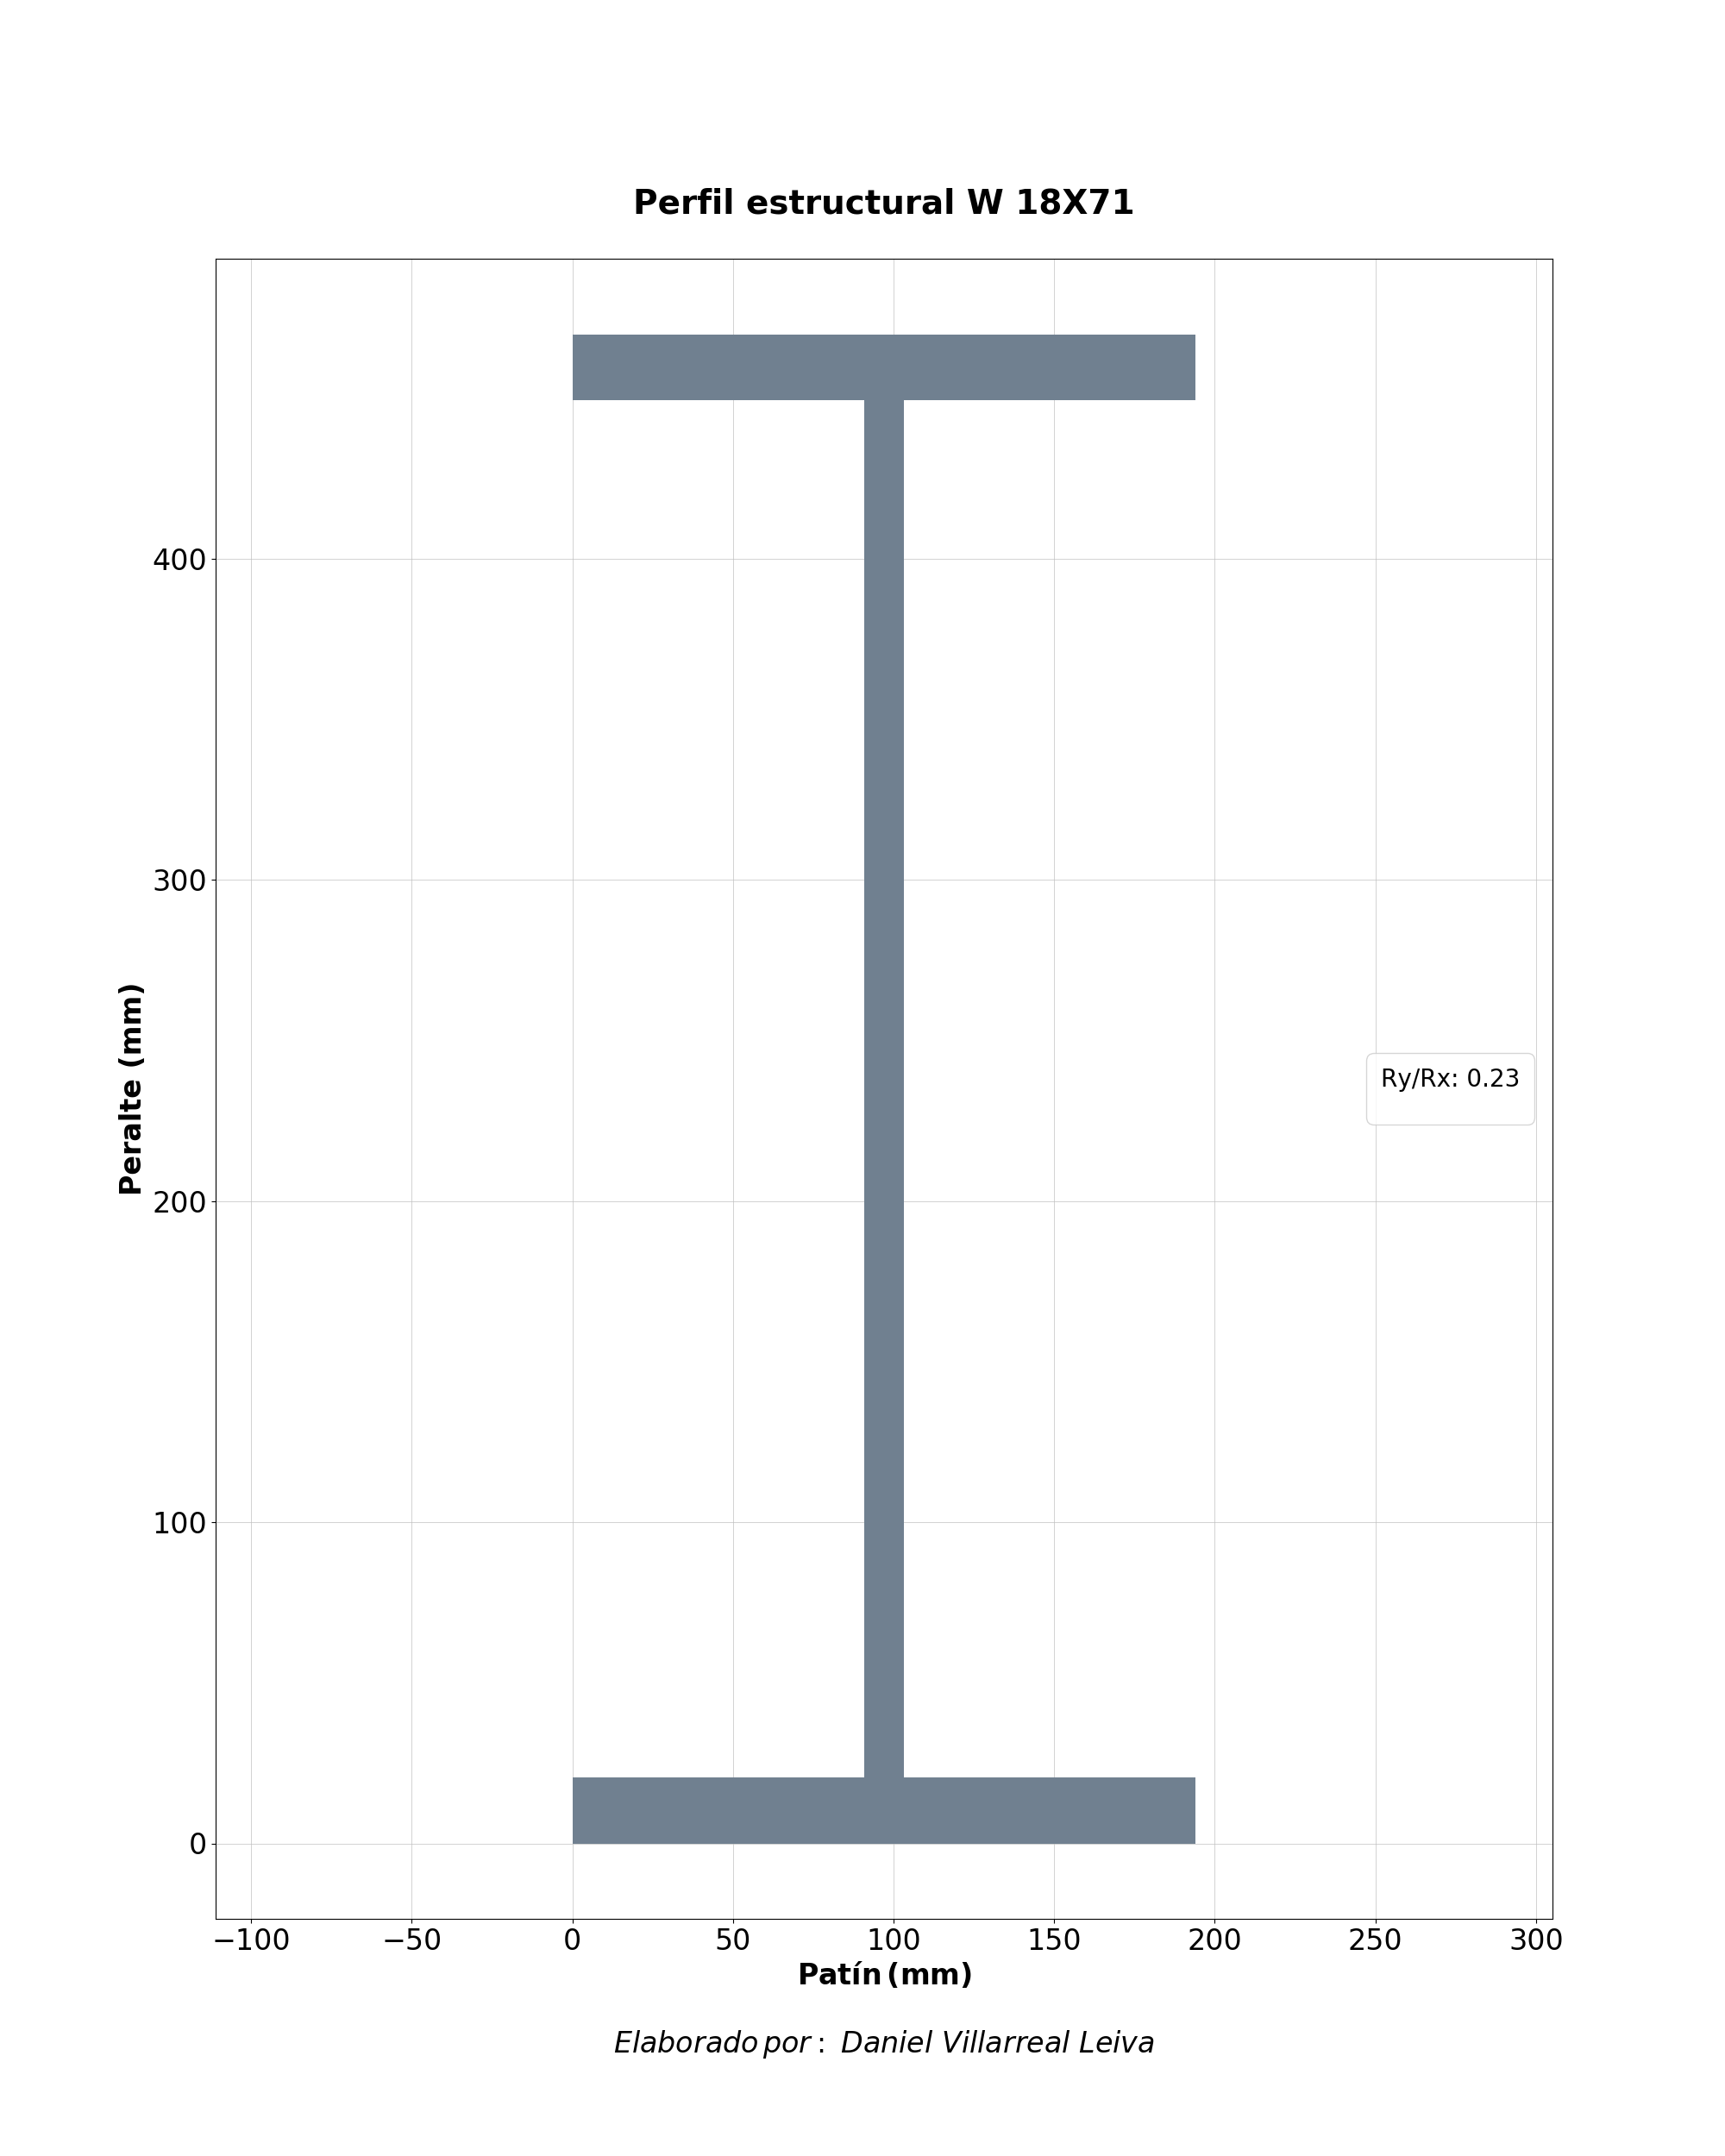 Perfil estructural W 18X71
400
300
200
100
0
Peralte (mm)
Ry/Rx: 0.23
−100 −50 0 50 100 150 200 250 300
Patín (mm)
Elaborado por: Daniel Villarreal Leiva